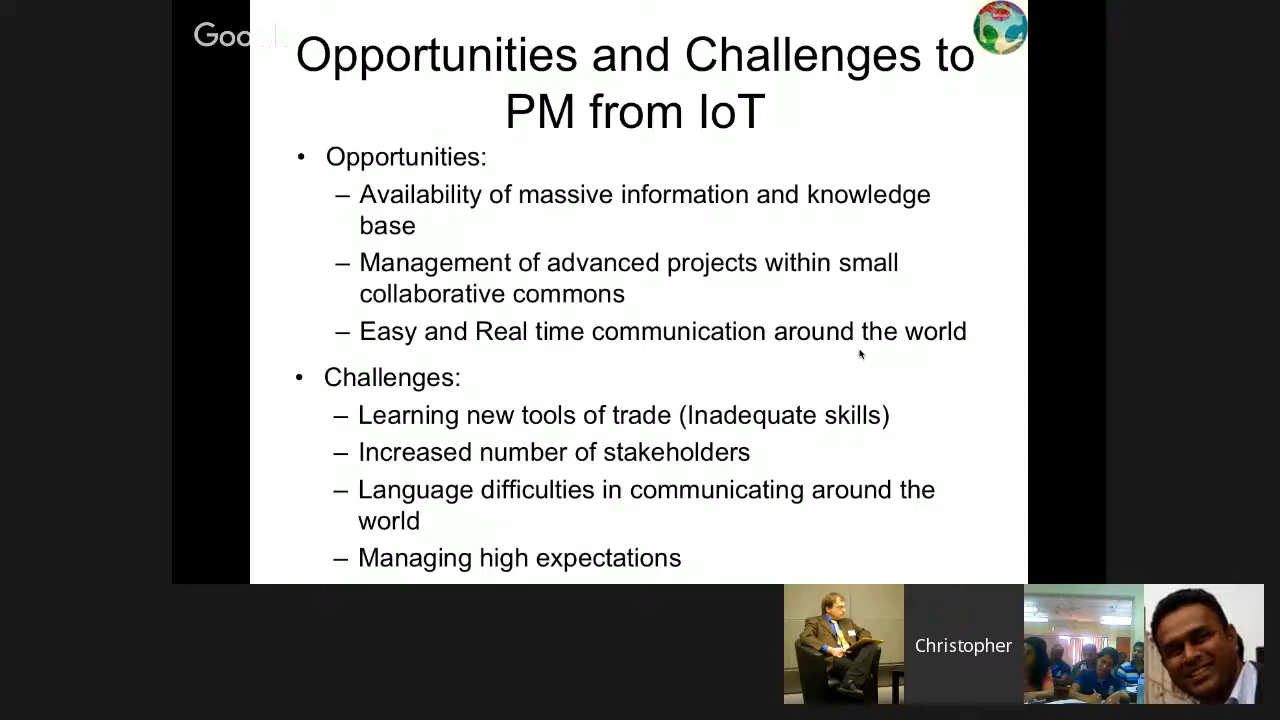 Google
Opportunities and Challenges to
PM from IoT
• Opportunities:
– Availability of massive information and knowledge
base
– Management of advanced projects within small
collaborative commons
– Easy and Real time communication around the world
• Challenges:
– Learning new tools of trade (Inadequate skills)
– Increased number of stakeholders
– Language difficulties in communicating around the
world
– Managing high expectations
Christopher